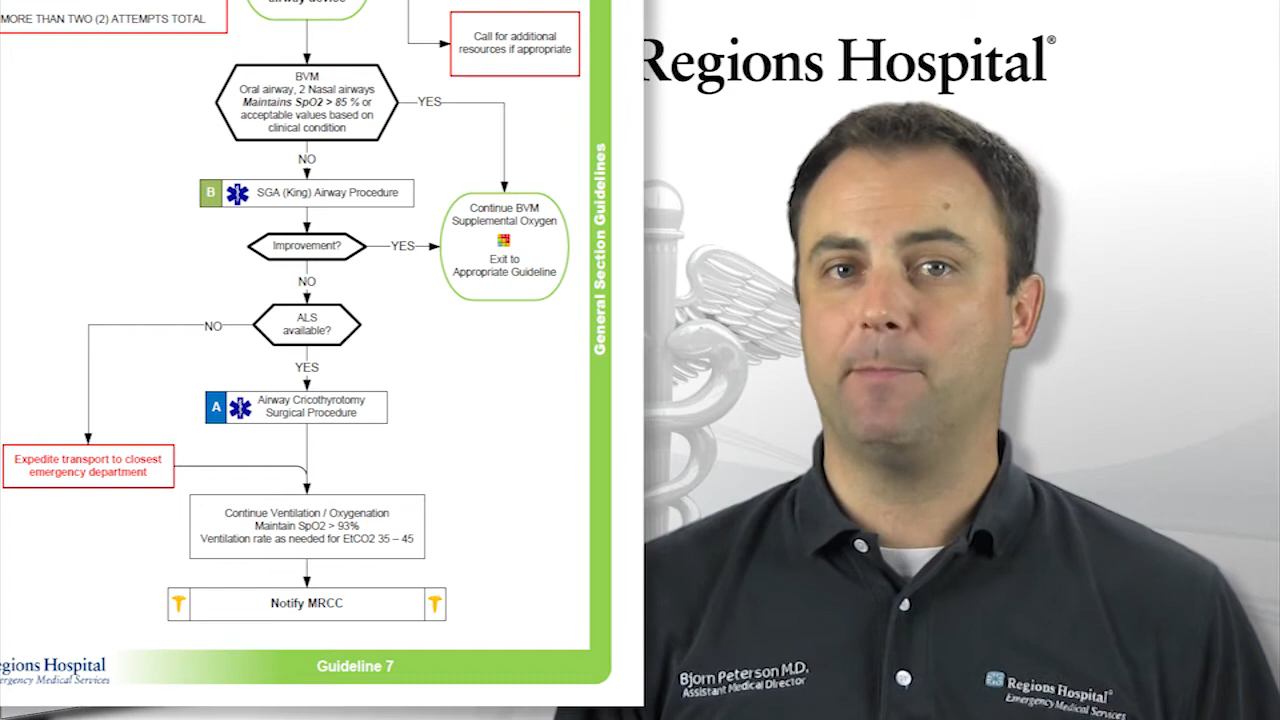 airway device
MORE THAN TWO (2) ATTEMPTS TOTAL
Call for additional
resources if appropriate
BVM
Oral airway, 2 Nasal airways
Maintains SpO2 > 85 % or
acceptable values based on
clinical condition
YES
NO
B
SGA (King) Airway Procedure
Continue BVM
Supplemental Oxygen
Exit to
Appropriate Guideline
Improvement?
YES
NO
ALS
available?
NO
YES
A
Airway Cricothyrotomy
Surgical Procedure
Expedite transport to closest
emergency department
Continue Ventilation / Oxygenation
Maintain SpO2 > 93%
Ventilation rate as needed for EtCO2 35 – 45
Notify MRCC
General Section Guidelines
egions Hospital
ergency Medical Services
Guideline 7
Regions Hospital®
Bjorn Peterson M.D.
Assistant Medical Director
Regions Hospital®
Emergency Medical Services